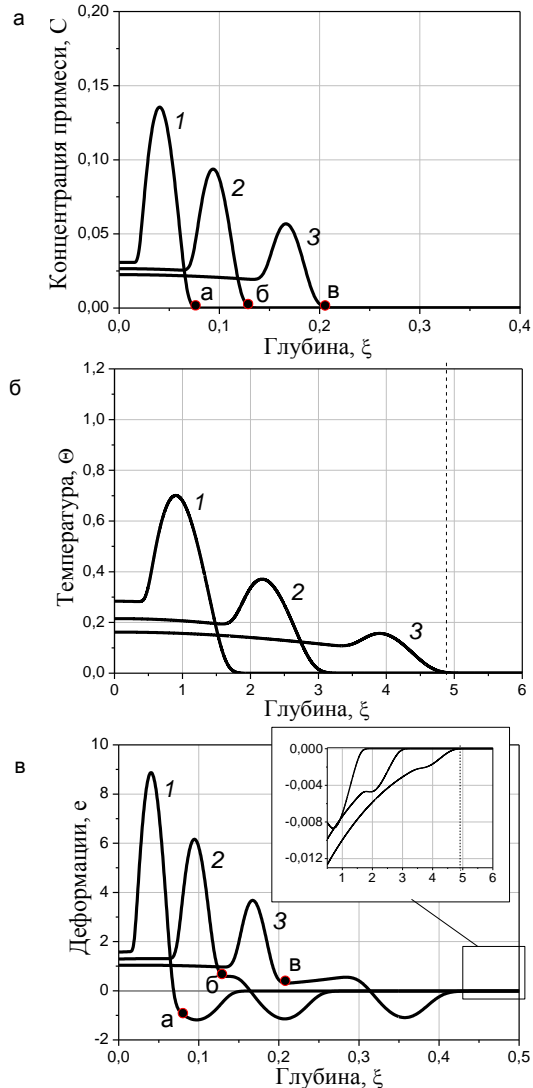 а
Концентрация примеси, С
0,20
0,15
0,10
0,05
0,00
1
2
3
а
б
в
0,0 0,1 0,2 0,3 0,4
Глубина, ξ
б
Температура, Θ
1,2
1,0
0,8
0,6
0,4
0,2
0,0
1
2
3
0 1 2 3 4 5 6
Глубина, ξ
в
Деформации, е
10
8
6
4
2
0
-2
1
2
3
а
б
в
0,000
-0,004
-0,008
-0,012
1 2 3 4 5 6
0,0 0,1 0,2 0,3 0,4 0,5
Глубина, ξ